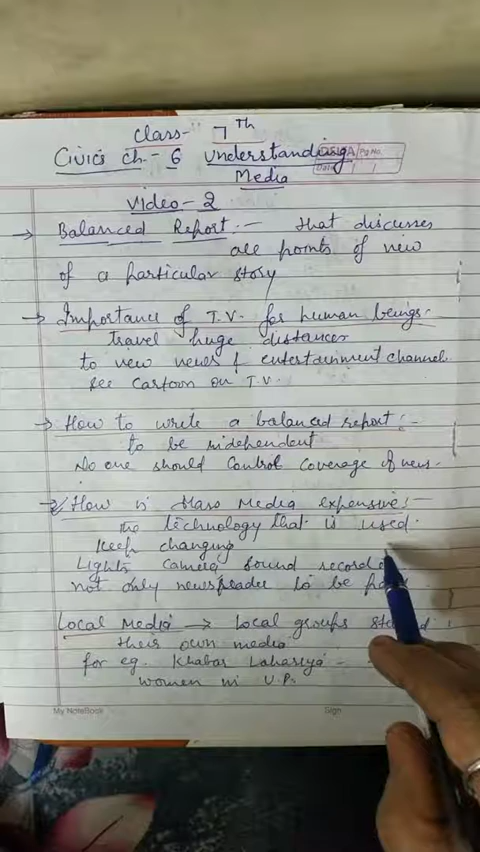 class- 7th
Civics ch- 6 Understanding
Media
Date
Video-2
→ Balanced Report:- that discusses
all points of view
of a particular story
→ Importance of T.V. for human beings:
travel huge distances
to view news & entertainment channel.
see Cartoon on T.V.
→ How to write a balanced report:-
to be independent
No one should control coverage of news.
→ How is Mass Media expensive:-
the technology that is used.
Keep changing
Lights camera sound
not only newsreader to be
Local Media → local groups
their own media
for eg. Khabar Lahariya -
women in U.P.
My NoteBook
Sign